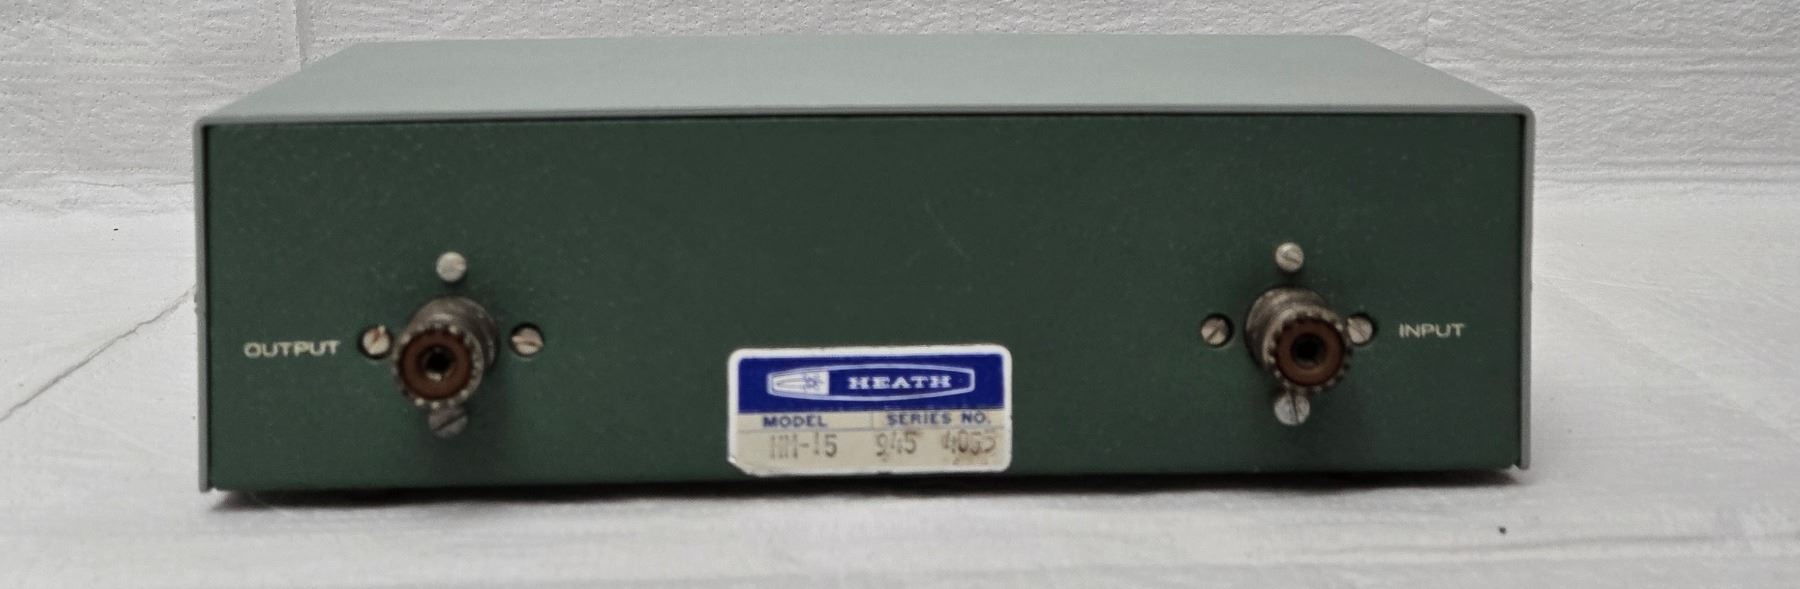 OUTPUT
INPUT
HEATH
MODEL SERIES NO.
HM-15 945